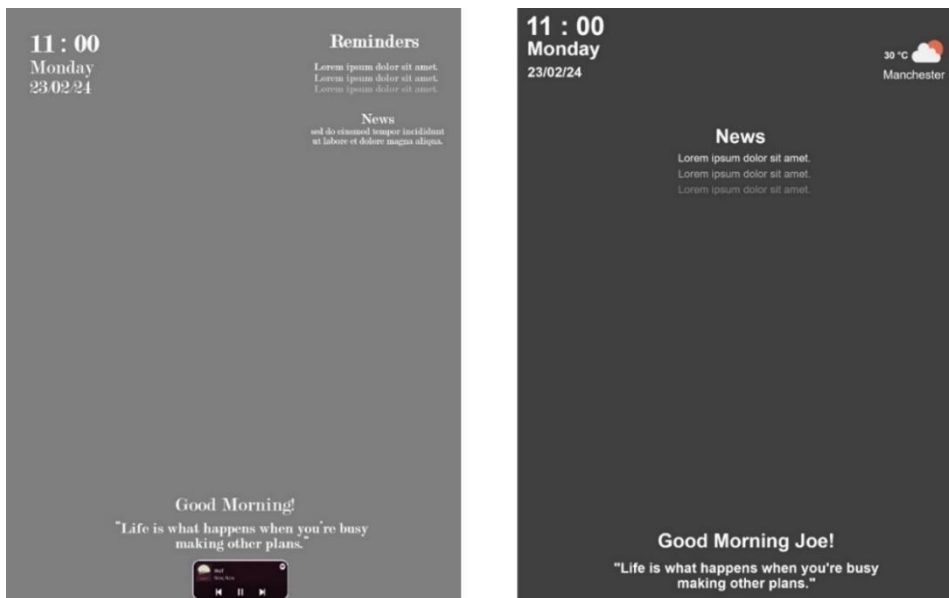 11 : 00
Monday
23/02/24
Reminders
Lorem ipsum dolor sit amet.
Lorem ipsum dolor sit amet.
Lorem ipsum dolor sit amet.
News
sed do eiusmod tempor incididunt
ut labore et dolore magna aliqua.
Good Morning!
"Life is what happens when you're busy
making other plans."
11 : 00
Monday
23/02/24
30 °C
Manchester
News
Lorem ipsum dolor sit amet.
Lorem ipsum dolor sit amet.
Lorem ipsum dolor sit amet.
Good Morning Joe!
"Life is what happens when you're busy
making other plans."